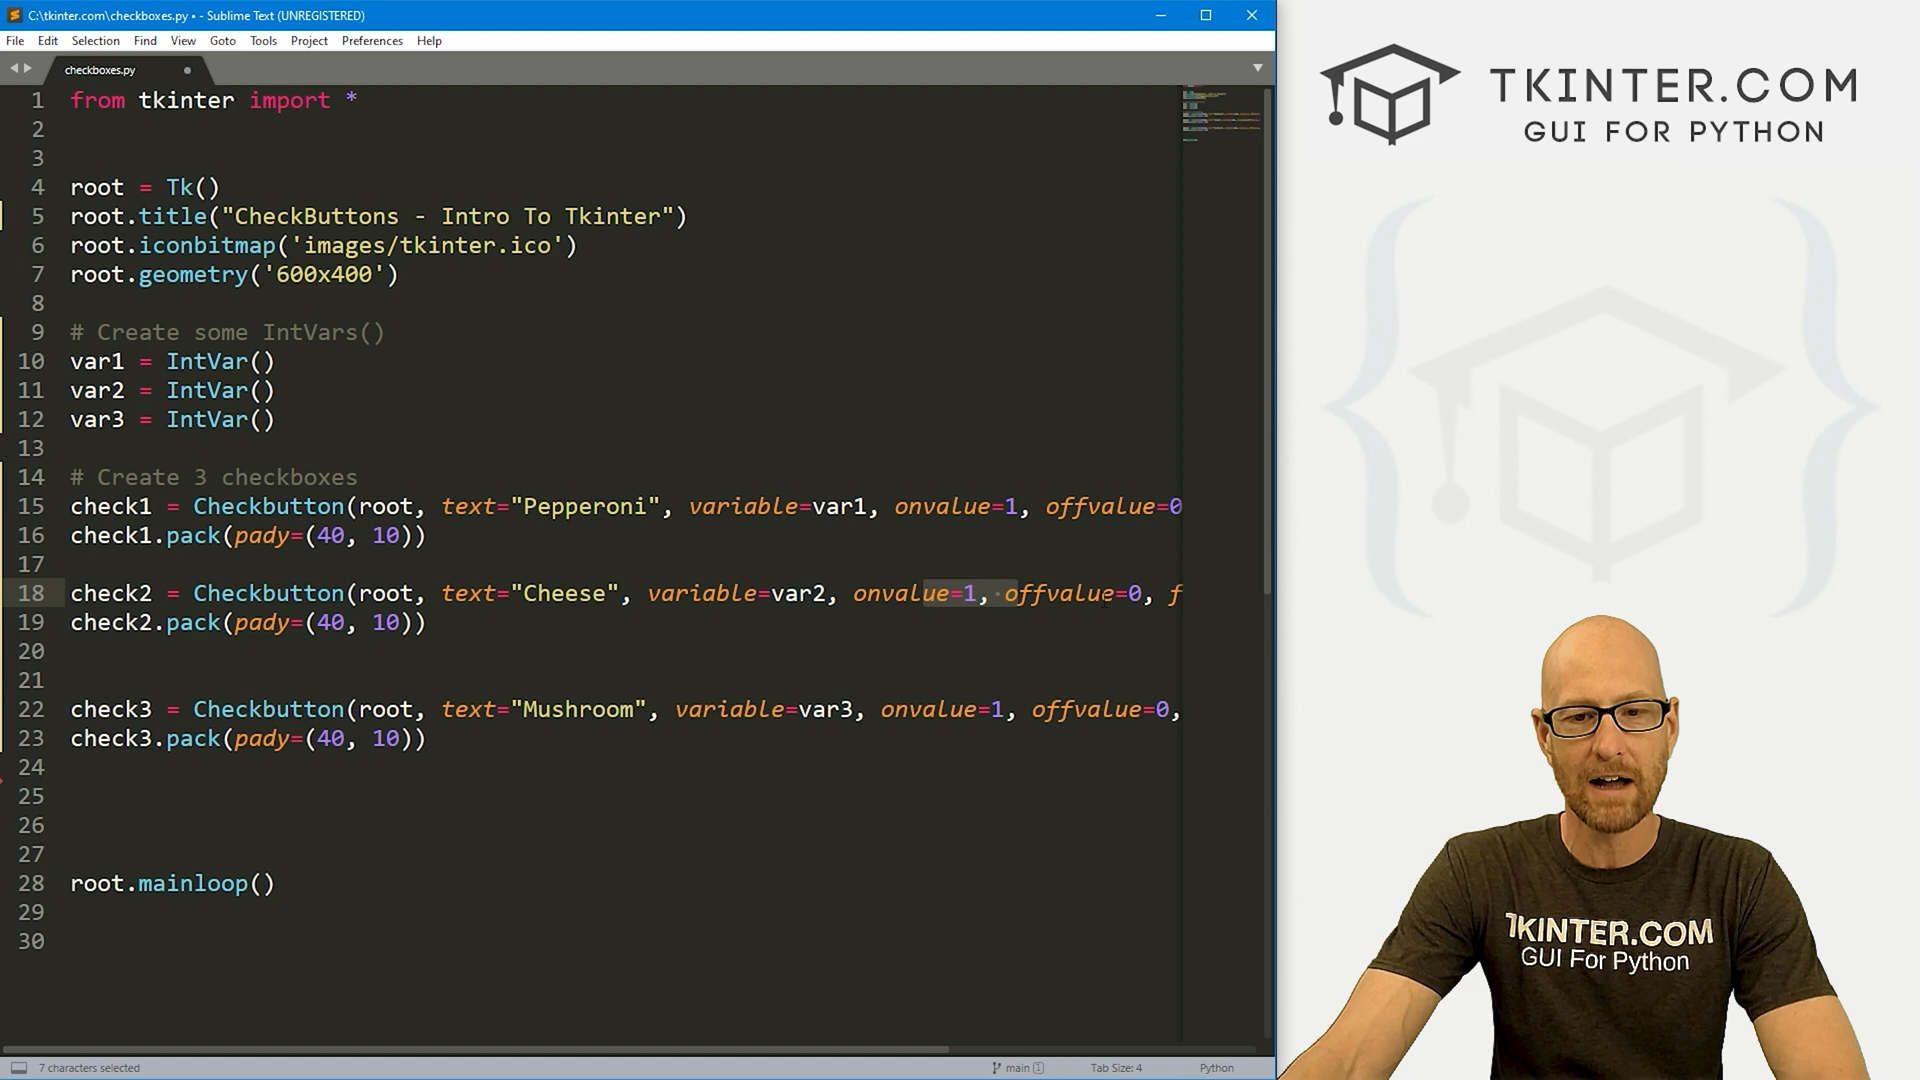 C:\tkinter.com\checkboxes.py • - Sublime Text (UNREGISTERED)
File Edit Selection Find View Goto Tools Project Preferences Help
checkboxes.py
1 from tkinter import *
2
3
4 root = Tk()
5 root.title("CheckButtons - Intro To Tkinter")
6 root.iconbitmap('images/tkinter.ico')
7 root.geometry('600x400')
8
9 # Create some IntVars()
10 var1 = IntVar()
11 var2 = IntVar()
12 var3 = IntVar()
13
14 # Create 3 checkboxes
15 check1 = Checkbutton(root, text="Pepperoni", variable=var1, onvalue=1, offvalue=0
16 check1.pack(pady=(40, 10))
17
18 check2 = Checkbutton(root, text="Cheese", variable=var2, onvalue=1, offvalue=0, f
19 check2.pack(pady=(40, 10))
20
21
22 check3 = Checkbutton(root, text="Mushroom", variable=var3, onvalue=1, offvalue=0,
23 check3.pack(pady=(40, 10))
24
25
26
27
28 root.mainloop()
29
30
7 characters selected
main 1
Tab Size: 4
Python
TKINTER.COM
GUI FOR PYTHON
TKINTER.COM
GUI For Python